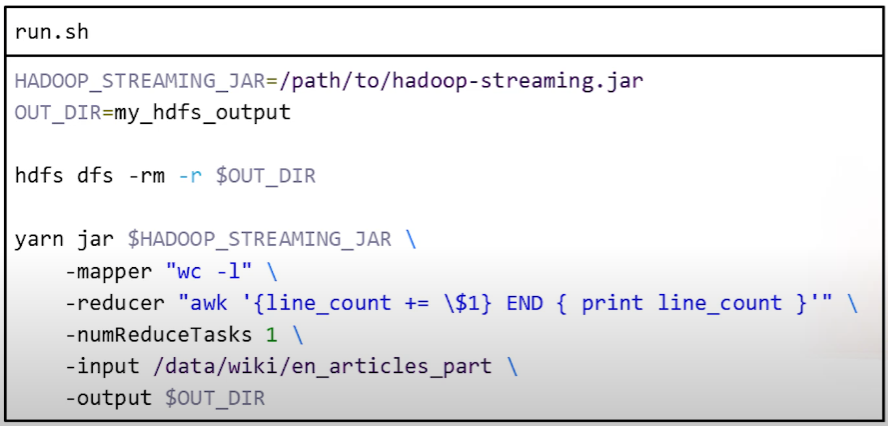 run.sh
HADOOP_STREAMING_JAR=/path/to/hadoop-streaming.jar
OUT_DIR=my_hdfs_output
hdfs dfs -rm -r $OUT_DIR
yarn jar $HADOOP_STREAMING_JAR \
-mapper "wc -l" \
-reducer "awk '{line_count += \$1} END { print line_count }'" \
-numReduceTasks 1 \
-input /data/wiki/en_articles_part \
-output $OUT_DIR